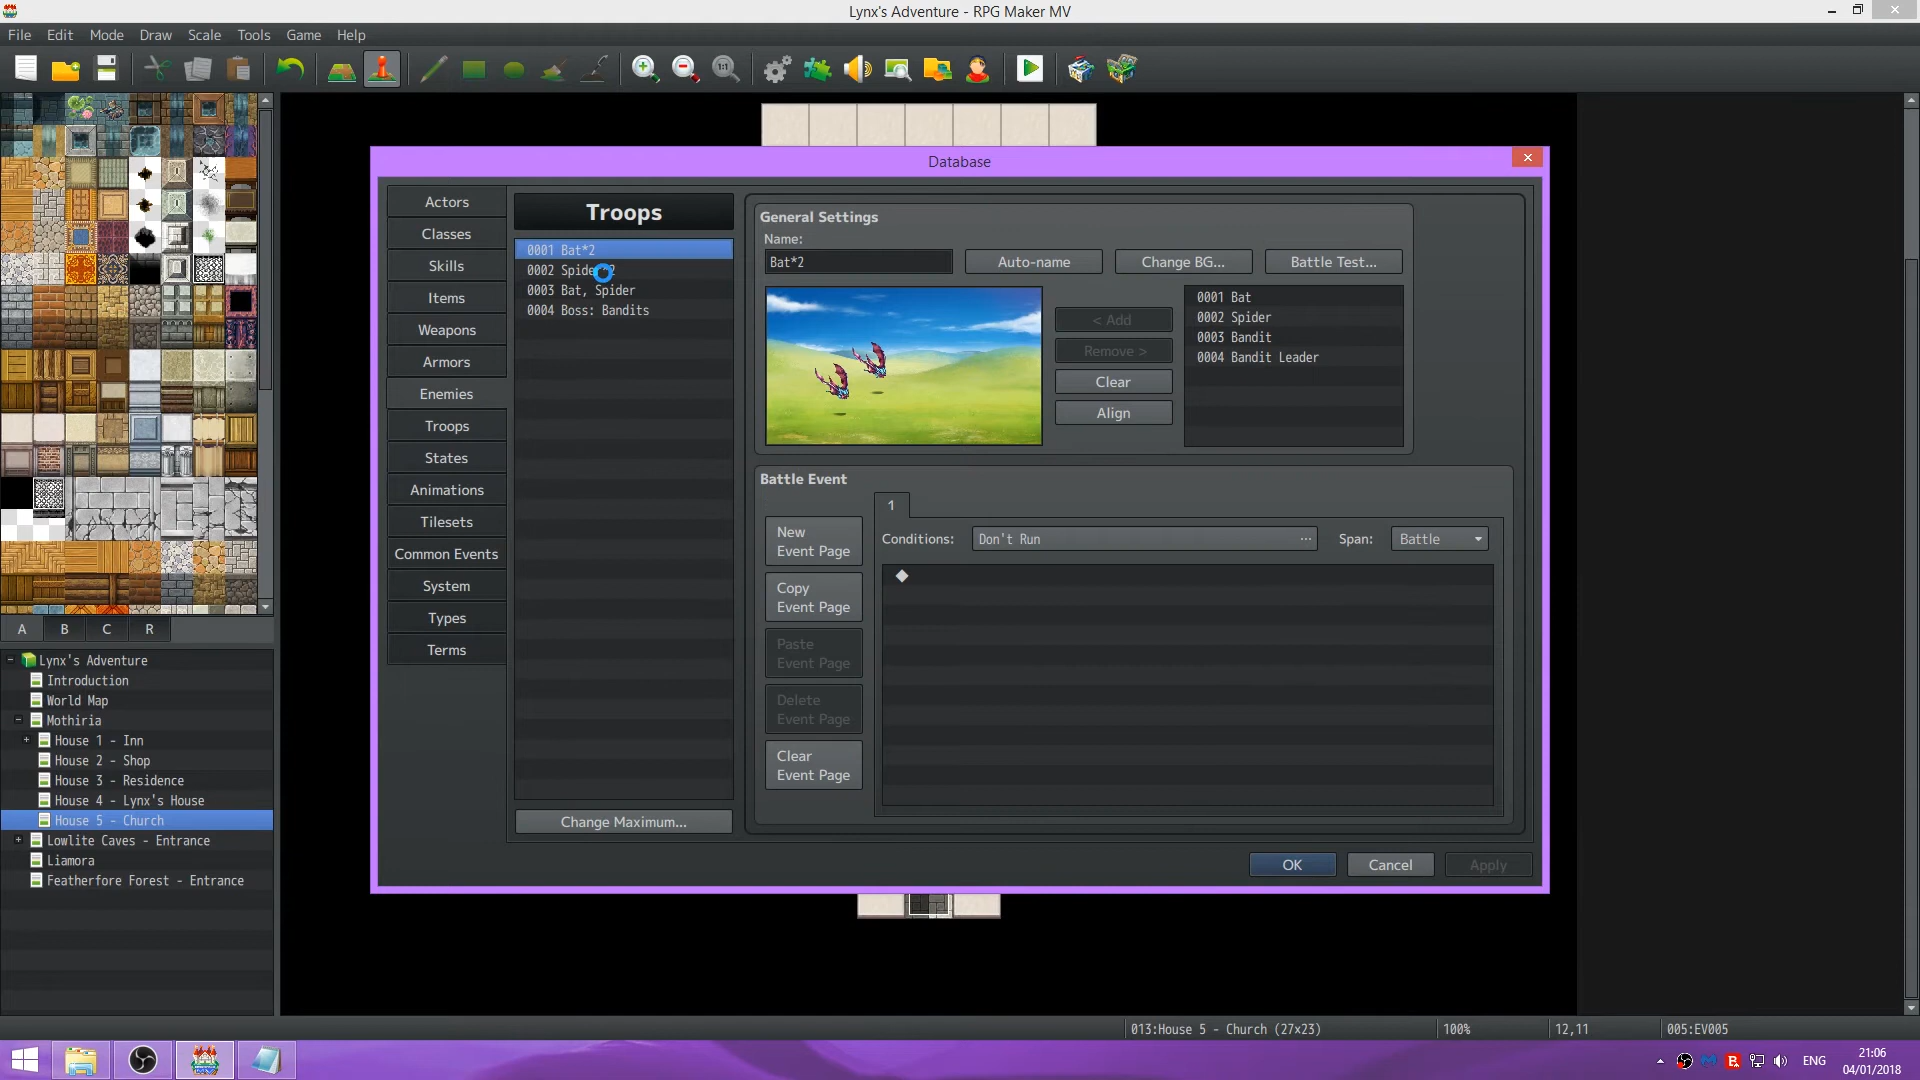 Lynx's Adventure - RPG Maker MV
File Edit Mode Draw Scale Tools Game Help
1:1
Database
Actors
Classes
Skills
Items
Weapons
Armors
Enemies
Troops
States
Animations
Tilesets
Common Events
System
Types
Terms
Troops
0001 Bat*2
0002 Spider*2
0003 Bat, Spider
0004 Boss: Bandits
Change Maximum...
General Settings
Name:
Bat*2
Auto-name
Change BG...
Battle Test...
< Add
Remove >
Clear
Align
0001 Bat
0002 Spider
0003 Bandit
0004 Bandit Leader
Battle Event
1
New
Event Page
Copy
Event Page
Paste
Event Page
Delete
Event Page
Clear
Event Page
Conditions: Don't Run ... Span: Battle
OK
Cancel
Apply
A B C R
Lynx's Adventure
Introduction
World Map
Mothiria
House 1 - Inn
House 2 - Shop
House 3 - Residence
House 4 - Lynx's House
House 5 - Church
Lowlite Caves - Entrance
Liamora
Featherfore Forest - Entrance
013:House 5 - Church (27x23)
100%
12,11
005:EV005
ENG
21:06
04/01/2018